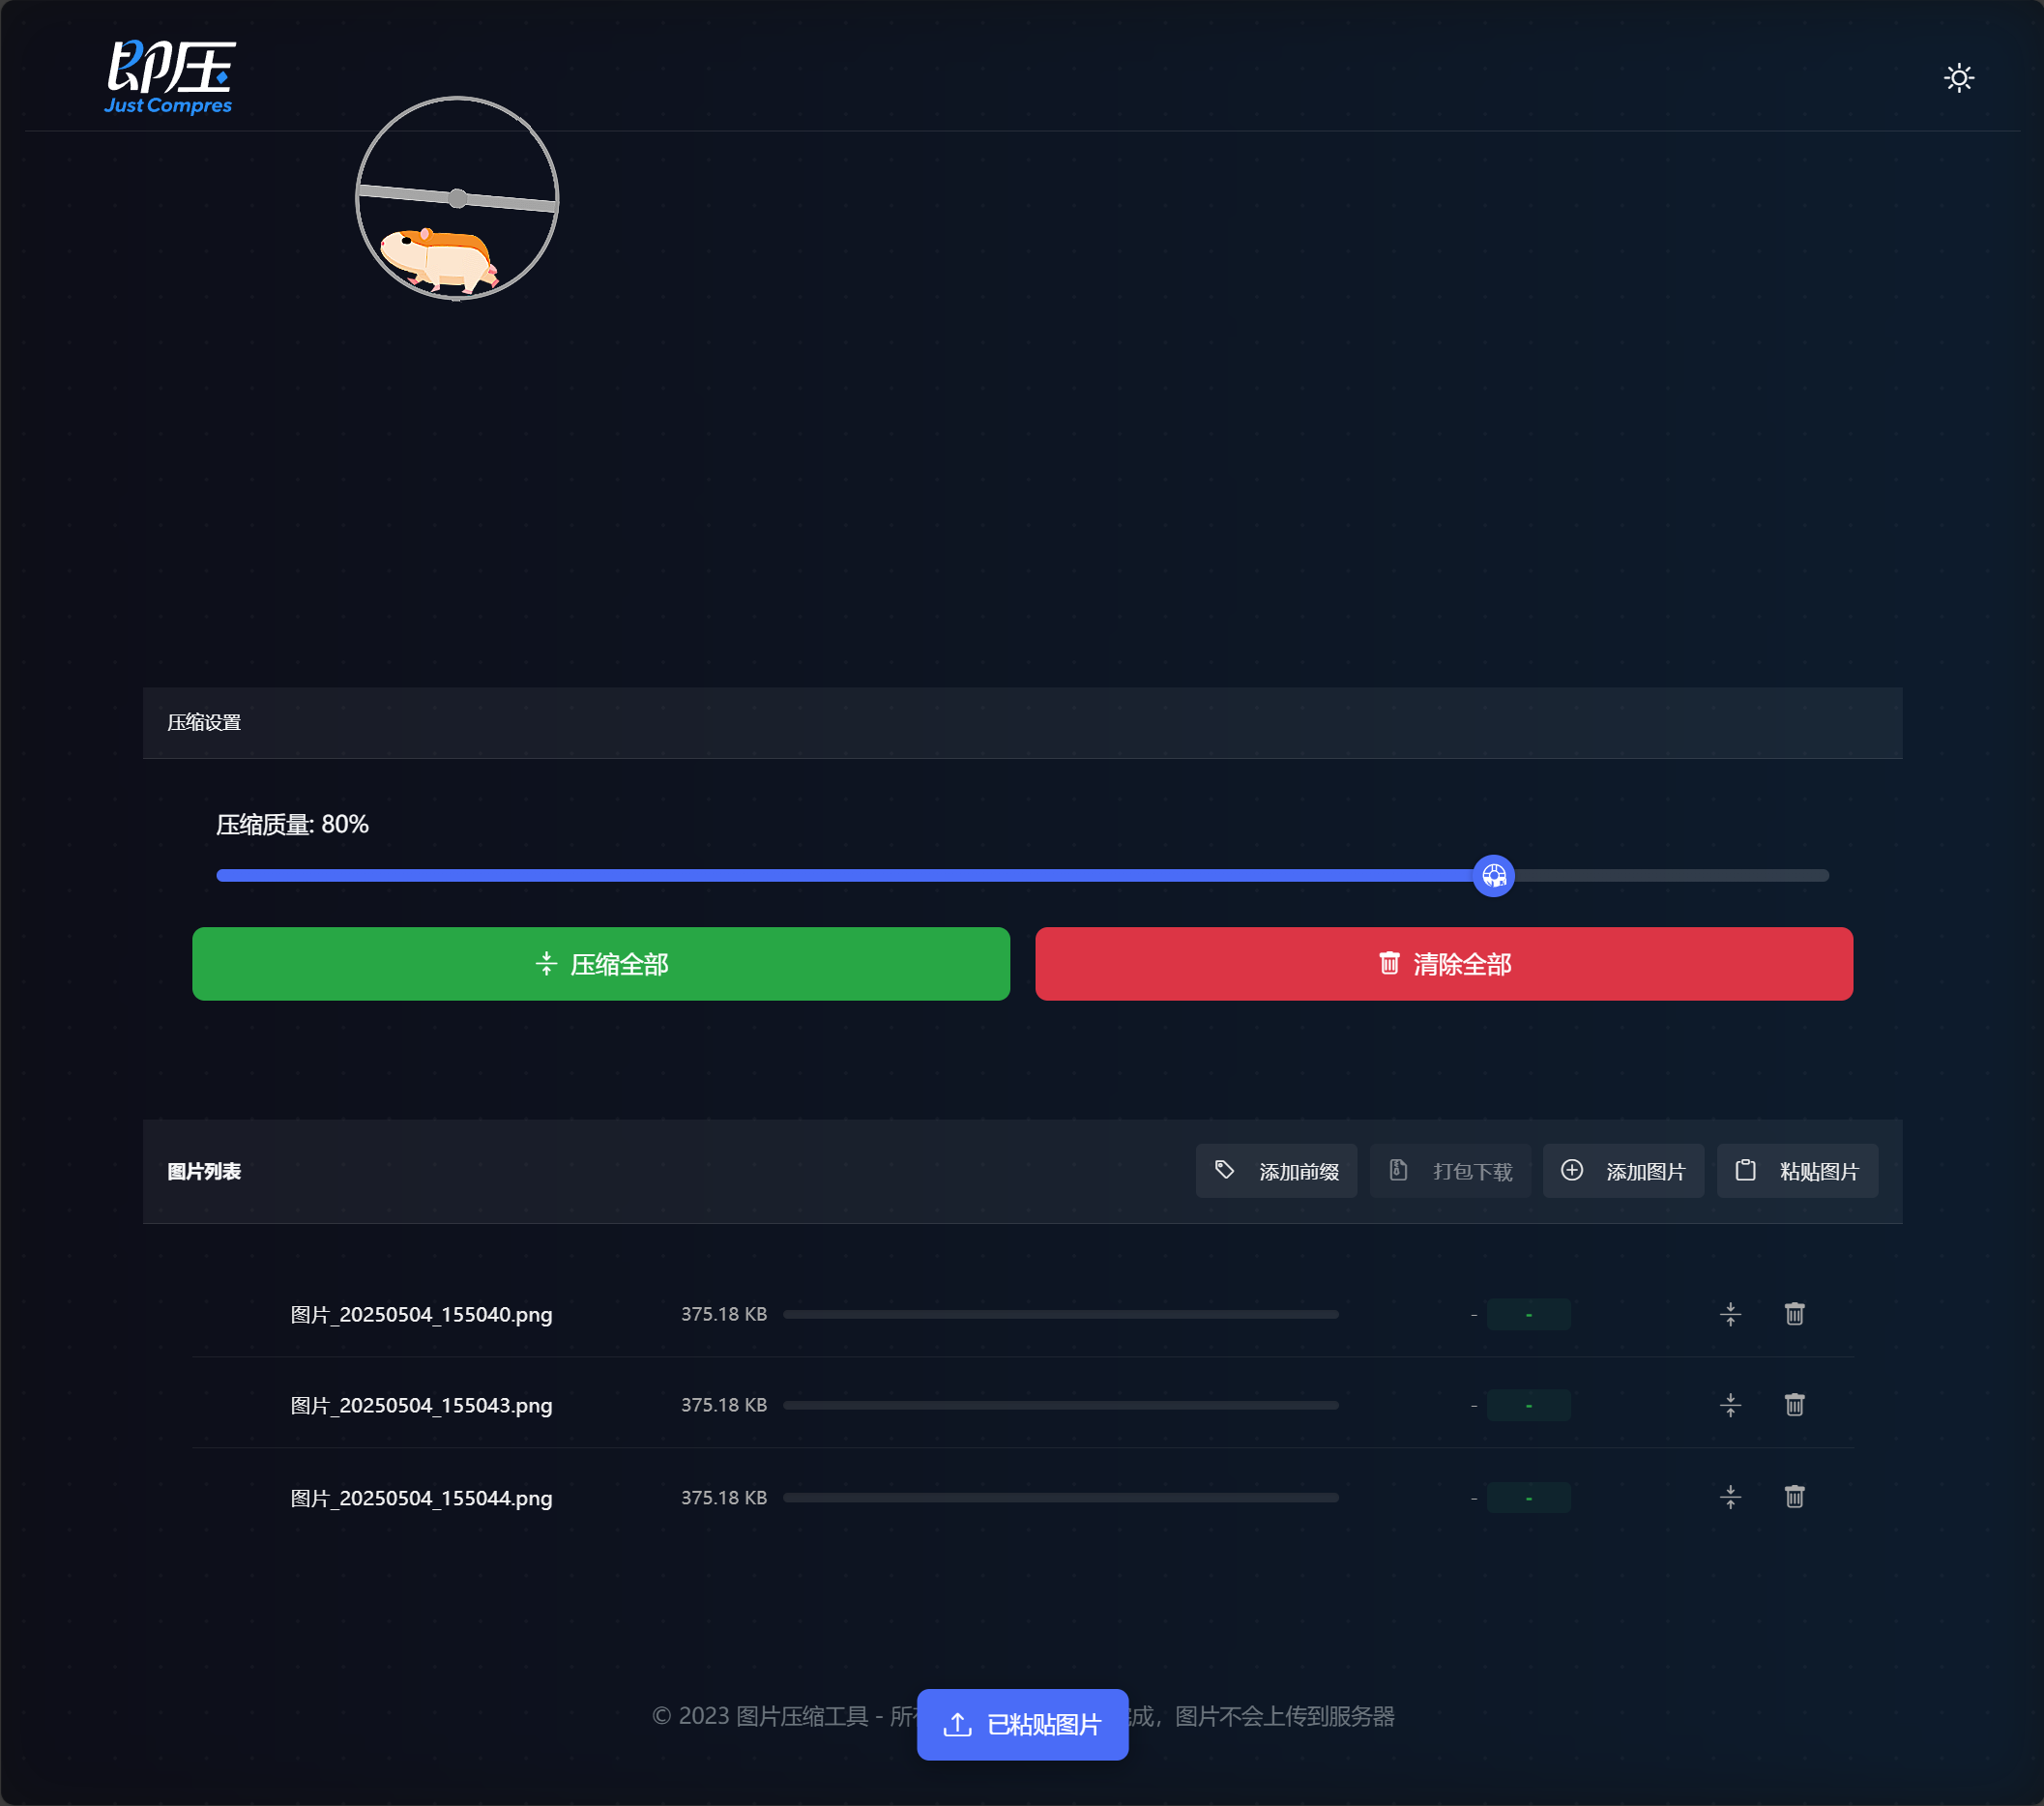 即压
Just Compres
压缩设置
压缩质量: 80%
压缩全部
清除全部
图片列表
添加前缀
打包下载
添加图片
粘贴图片
图片_20250504_155040.png 375.18 KB - -
图片_20250504_155043.png 375.18 KB - -
图片_20250504_155044.png 375.18 KB - -
© 2023 图片压缩工具 - 所 成，图片不会上传到服务器
已粘贴图片